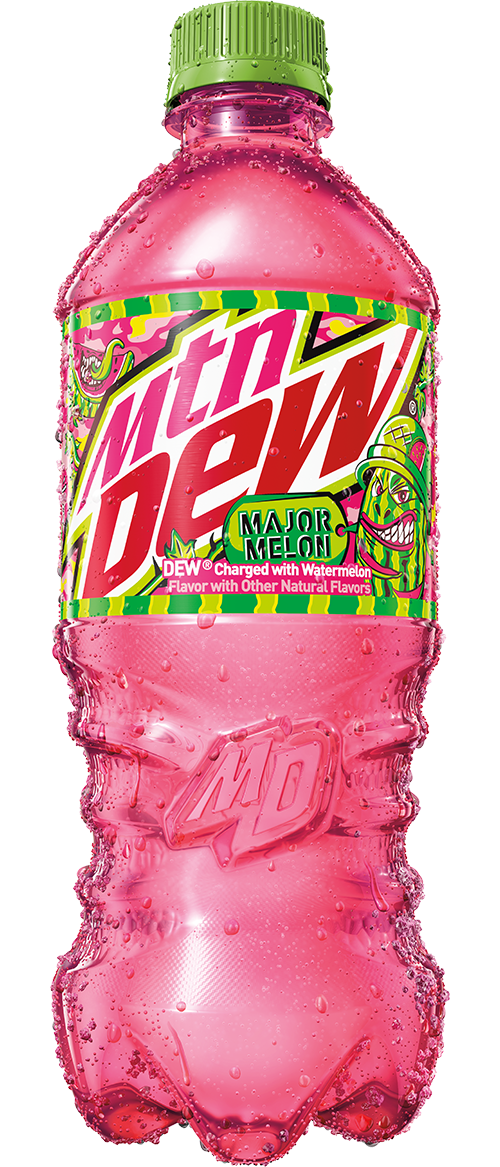 Mtn
DEW
®
MAJOR
MELON
DEW® Charged with Watermelon
Flavor with Other Natural Flavors
MD